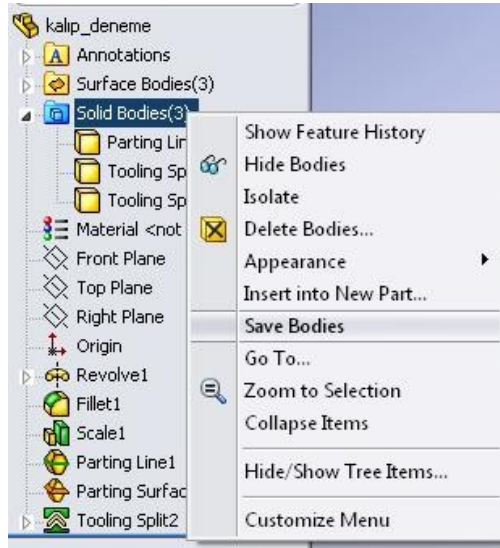 kalip_deneme
Annotations
Surface Bodies(3)
Solid Bodies(3)
Parting Lin
Tooling Sp
Tooling Sp
Material <not
Front Plane
Top Plane
Right Plane
Origin
Revolve1
Fillet1
Scale1
Parting Line1
Parting Surfac
Tooling Split2
Show Feature History
Hide Bodies
Isolate
Delete Bodies...
Appearance
Insert into New Part...
Save Bodies
Go To...
Zoom to Selection
Collapse Items
Hide/Show Tree Items...
Customize Menu